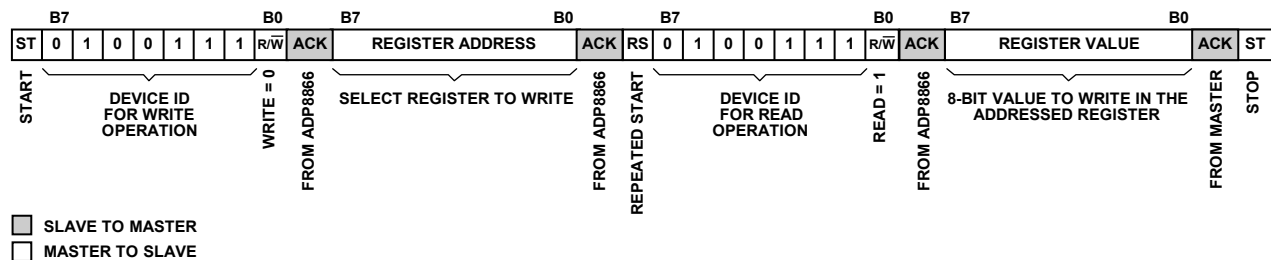 B7 B0 B7 B0 B7 B0 B7 B0
ST 0 1 0 0 1 1 1 R/W̅ ACK REGISTER ADDRESS ACK RS 0 1 0 0 1 1 1 R/W̅ ACK REGISTER VALUE ACK ST
START
DEVICE ID
FOR WRITE
OPERATION
WRITE = 0
FROM ADP8866
SELECT REGISTER TO WRITE
FROM ADP8866
REPEATED START
DEVICE ID
FOR READ
OPERATION
READ = 1
FROM ADP8866
8-BIT VALUE TO WRITE IN THE
ADDRESSED REGISTER
FROM MASTER
STOP
SLAVE TO MASTER
MASTER TO SLAVE